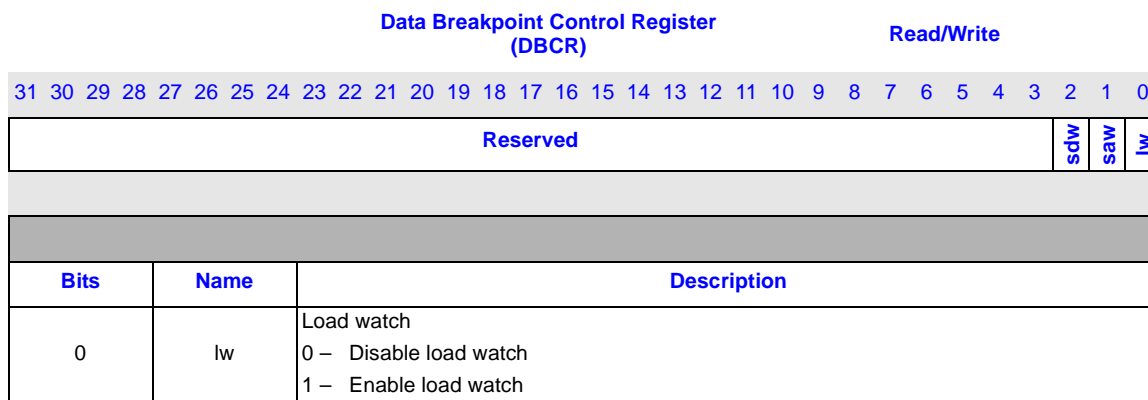 Data Breakpoint Control Register
(DBCR)
Read/Write
31 30 29 28 27 26 25 24 23 22 21 20 19 18 17 16 15 14 13 12 11 10 9 8 7 6 5 4 3 2 1 0
Reserved
sdw
saw
lw
Bits Name Description
0 lw Load watch
0 – Disable load watch
1 – Enable load watch